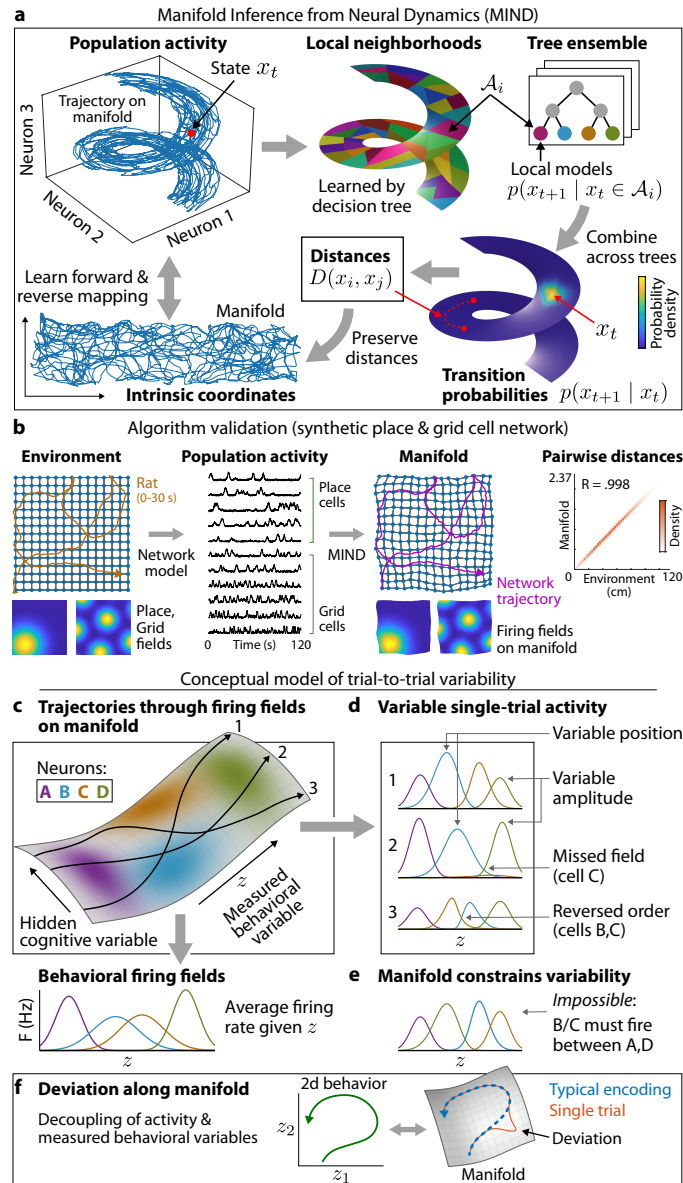 a
Manifold Inference from Neural Dynamics (MIND)
Population activity
Local neighborhoods
Tree ensemble
State x_t
Trajectory on
manifold
Neuron 3
Neuron 2
Neuron 1
A_i
Learned by
decision tree
Local models
p(x_{t+1} | x_t ∈ A_i)
Combine
across trees
Distances
D(x_i, x_j)
Probability
density
x_t
Learn forward &
reverse mapping
Manifold
Preserve
distances
Intrinsic coordinates
Transition
probabilities
p(x_{t+1} | x_t)
b
Algorithm validation (synthetic place & grid cell network)
Environment
Population activity
Manifold
Pairwise distances
Rat
(0-30 s)
Network
model
Place
cells
MIND
Grid
cells
2.37
R = .998
Manifold
Density
0
Environment
(cm)
120
Network
trajectory
Place,
Grid
fields
0
Time (s)
120
Firing fields
on manifold
Conceptual model of trial-to-trial variability
c
Trajectories through firing fields
on manifold
1
2
3
Neurons:
A B C D
z
Measured
behavioral
variable
Hidden
cognitive variable
d
Variable single-trial activity
Variable position
1
Variable
amplitude
2
Missed field
(cell C)
3
Reversed order
(cells B,C)
z
Behavioral firing fields
F (Hz)
Average firing
rate given z
z
e
Manifold constrains variability
Impossible:
B/C must fire
between A,D
z
f
Deviation along manifold
Decoupling of activity &
measured behavioral variables
2d behavior
z_2
z_1
Typical encoding
Single trial
Deviation
Manifold